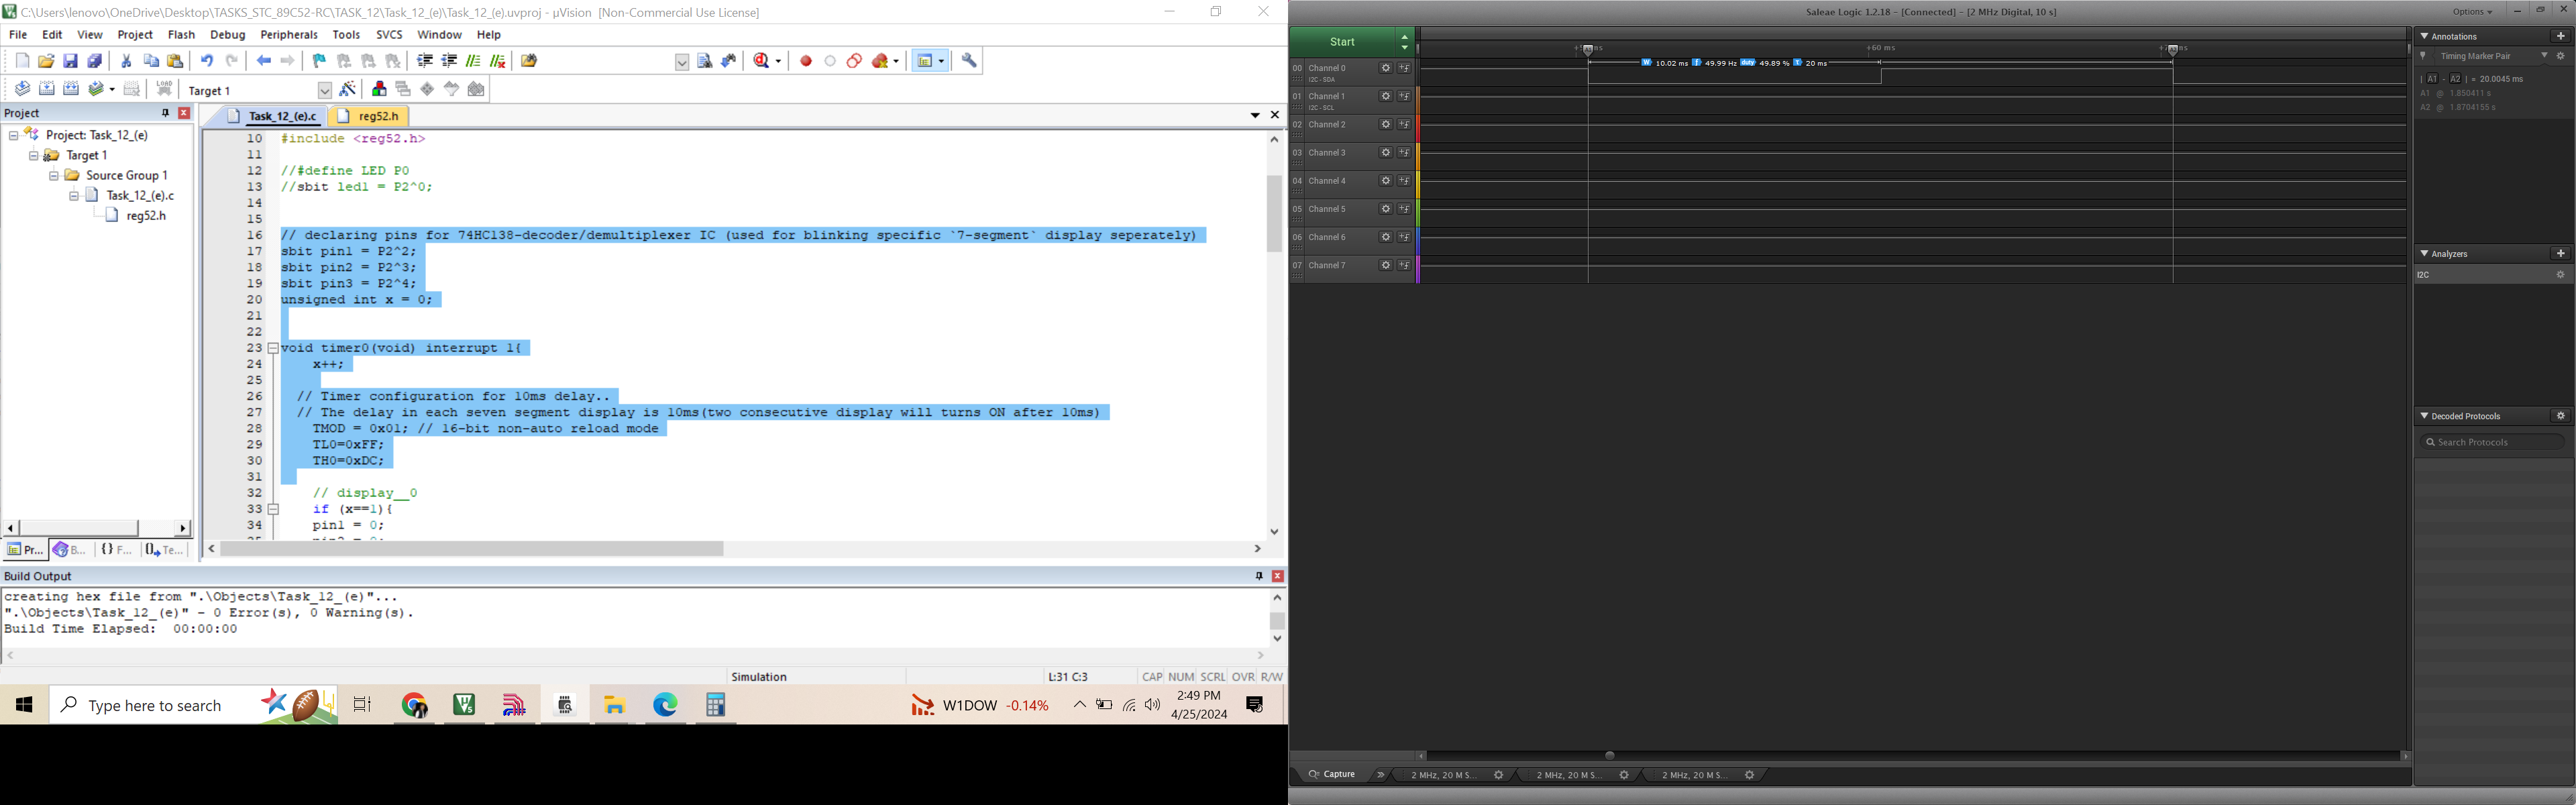 C:\Users\lenovo\OneDrive\Desktop\TASKS_STC_89C52-RC\TASK_12\Task_12_(e)\Task_12_(e).uvproj - µVision [Non-Commercial Use License]
File Edit View Project Flash Debug Peripherals Tools SVCS Window Help
LOAD
Target 1
Project
Project: Task_12_(e)
Target 1
Source Group 1
Task_12_(e).c
reg52.h
Pr...
B...
{} F...
Te...
Task_12_(e).c
reg52.h
10 #include <reg52.h>
11
12 //#define LED P0
13 //sbit led1 = P2^0;
14
15
16 // declaring pins for 74HC138-decoder/demultiplexer IC (used for blinking specific `7-segment` display seperately)
17 sbit pin1 = P2^2;
18 sbit pin2 = P2^3;
19 sbit pin3 = P2^4;
20 unsigned int x = 0;
21
22
23 void timer0(void) interrupt 1{
24 x++;
25
26 // Timer configuration for 10ms delay..
27 // The delay in each seven segment display is 10ms(two consecutive display will turns ON after 10ms)
28 TMOD = 0x01; // 16-bit non-auto reload mode
29 TL0=0xFF;
30 TH0=0xDC;
31
32 // display__0
33 if (x==1){
34 pin1 = 0;
Build Output
creating hex file from ".\Objects\Task_12_(e)"...
".\Objects\Task_12_(e)" - 0 Error(s), 0 Warning(s).
Build Time Elapsed: 00:00:00
Simulation
L:31 C:3
CAP NUM SCRL OVR R/W
Type here to search
W1DOW -0.14%
2:49 PM
4/25/2024
Saleae Logic 1.2.18 - [Connected] - [2 MHz Digital, 10 s]
Options
Start
+60 ms
W 10.02 ms f 49.99 Hz duty 49.89 % T 20 ms
00 Channel 0
I2C - SDA
01 Channel 1
I2C - SCL
02 Channel 2
03 Channel 3
04 Channel 4
05 Channel 5
06 Channel 6
07 Channel 7
Annotations
Timing Marker Pair
| A1 - A2 | = 20.0045 ms
A1 @ 1.850411 s
A2 @ 1.8704155 s
Analyzers
I2C
Decoded Protocols
Search Protocols
Capture
2 MHz, 20 M S...
2 MHz, 20 M S...
2 MHz, 20 M S...